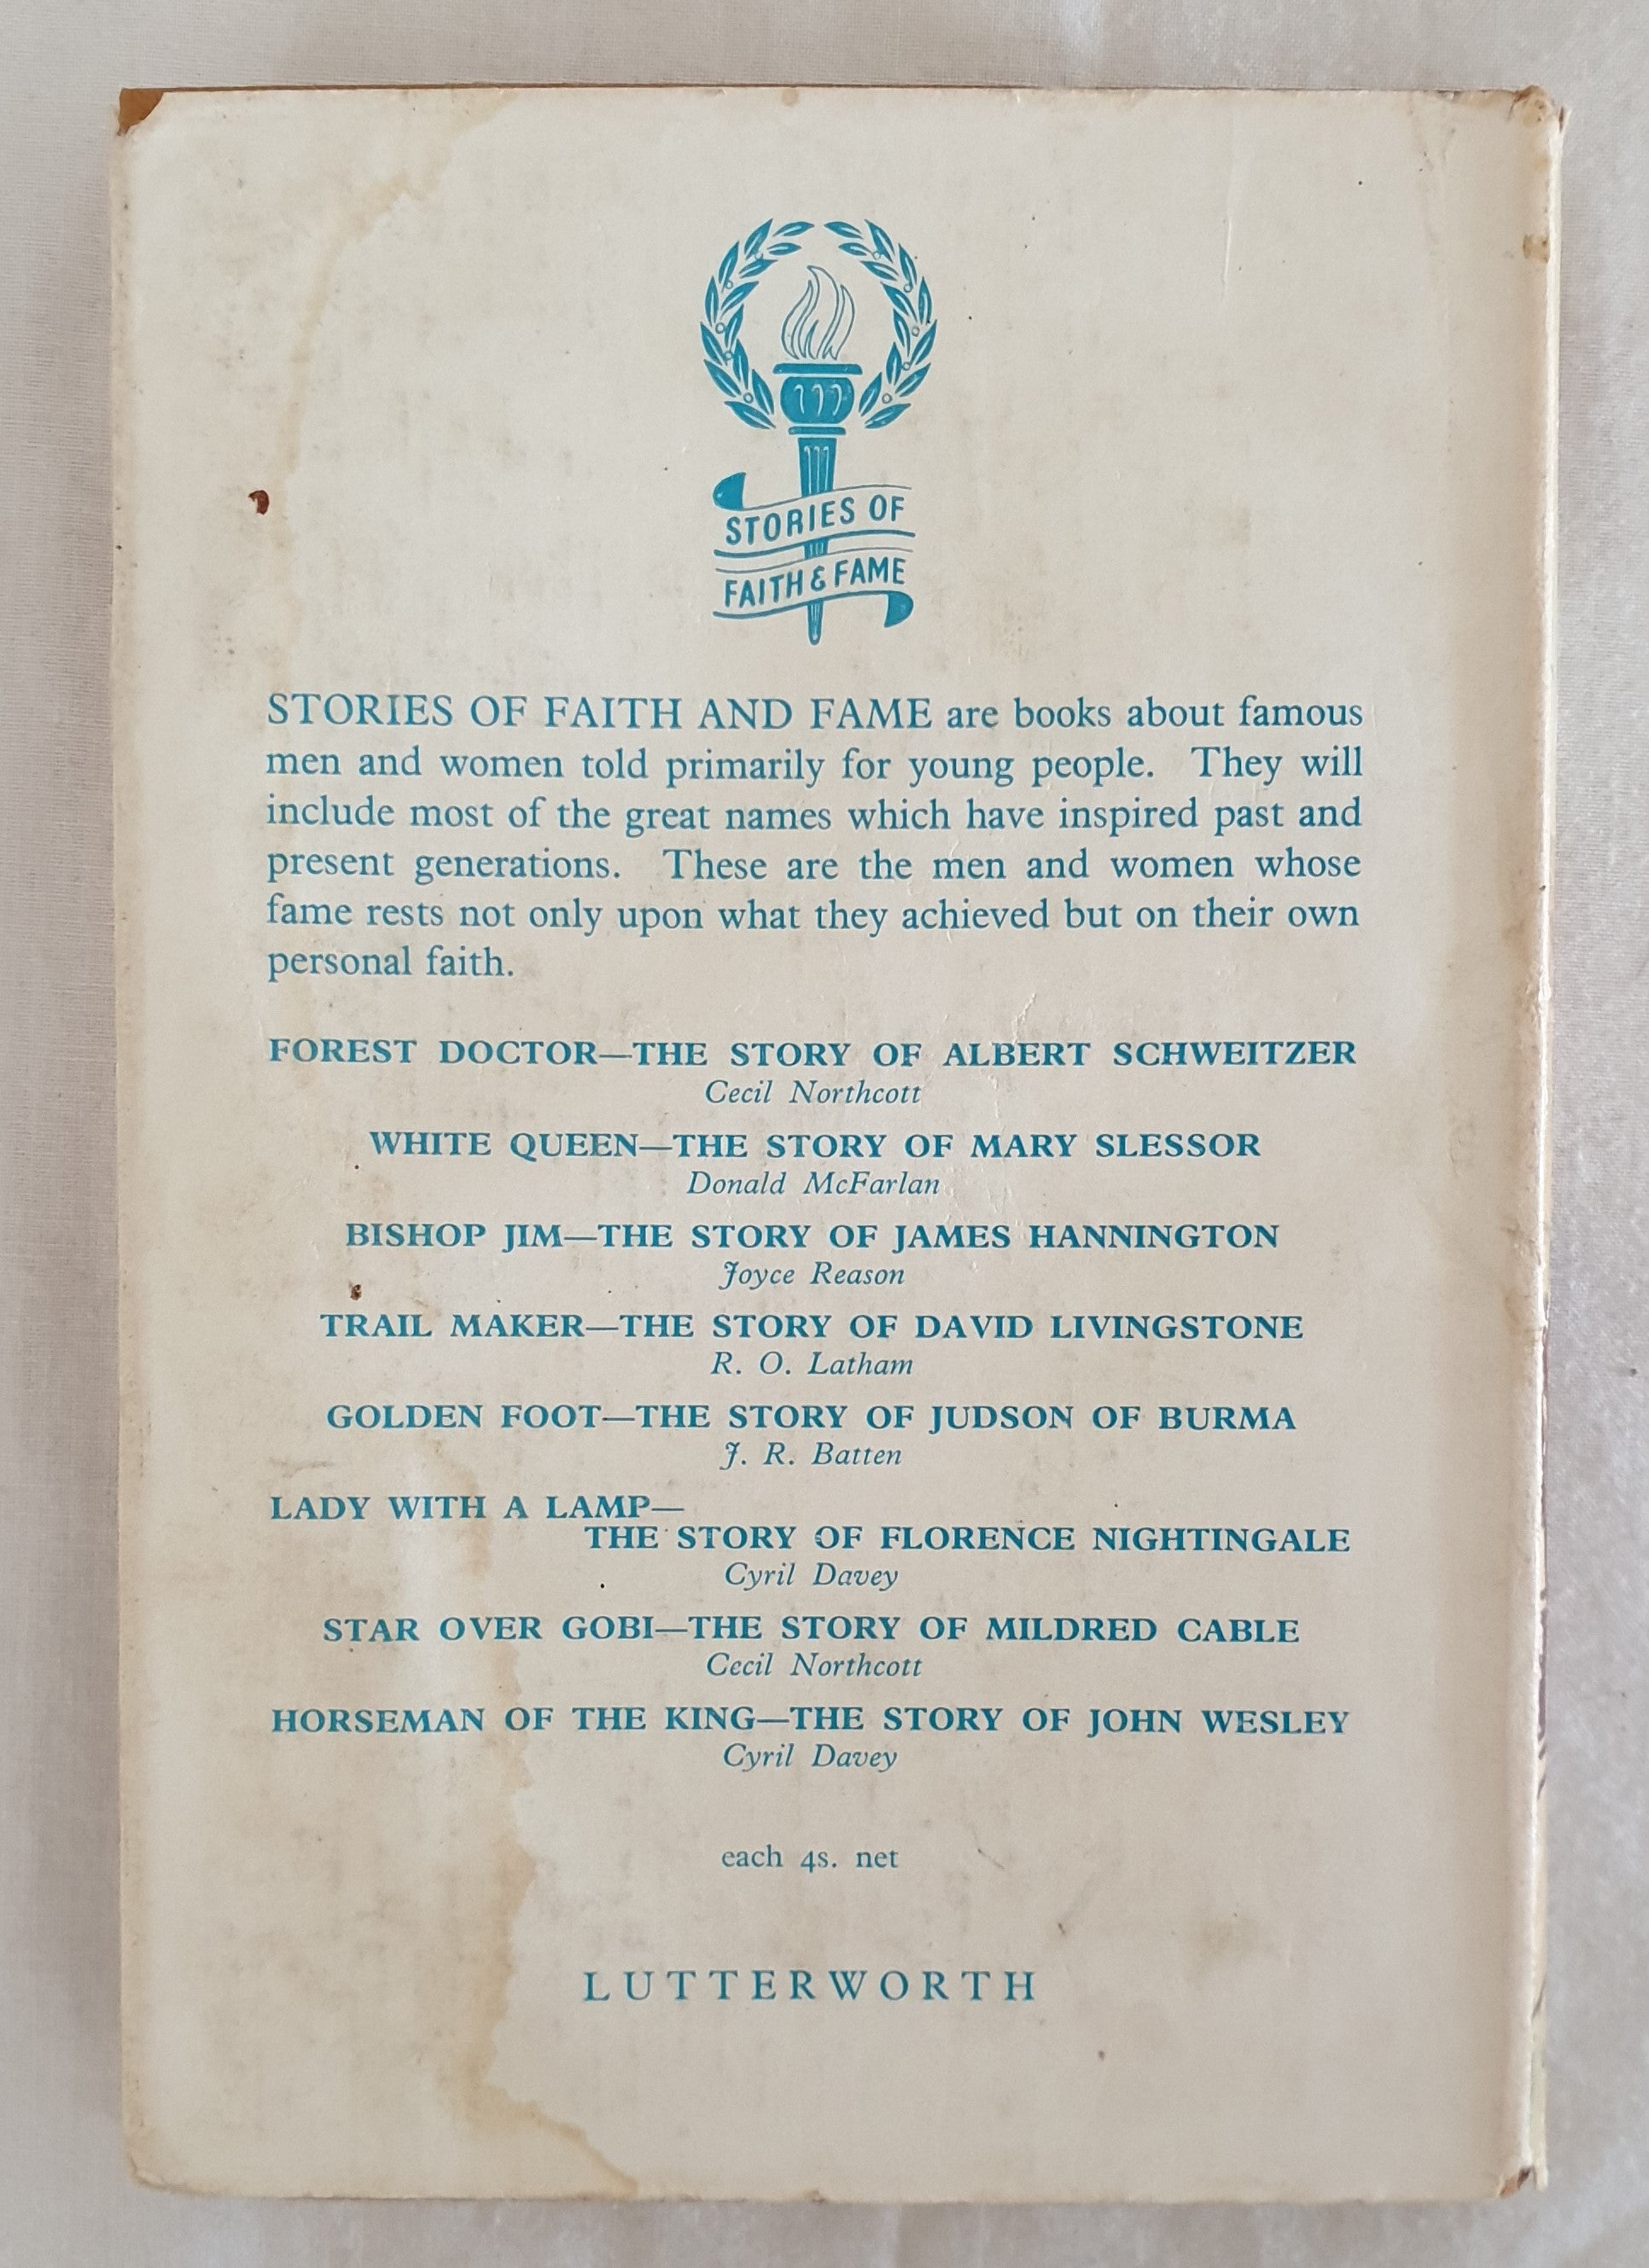 STORIES OF
FAITH & FAME
STORIES OF FAITH AND FAME are books about famous
men and women told primarily for young people. They will
include most of the great names which have inspired past and
present generations. These are the men and women whose
fame rests not only upon what they achieved but on their own
personal faith.
FOREST DOCTOR—THE STORY OF ALBERT SCHWEITZER
Cecil Northcott
WHITE QUEEN—THE STORY OF MARY SLESSOR
Donald McFarlan
BISHOP JIM—THE STORY OF JAMES HANNINGTON
Joyce Reason
TRAIL MAKER—THE STORY OF DAVID LIVINGSTONE
R. O. Latham
GOLDEN FOOT—THE STORY OF JUDSON OF BURMA
J. R. Batten
LADY WITH A LAMP—
THE STORY OF FLORENCE NIGHTINGALE
Cyril Davey
STAR OVER GOBI—THE STORY OF MILDRED CABLE
Cecil Northcott
HORSEMAN OF THE KING—THE STORY OF JOHN WESLEY
Cyril Davey
each 4s. net
LUTTERWORTH